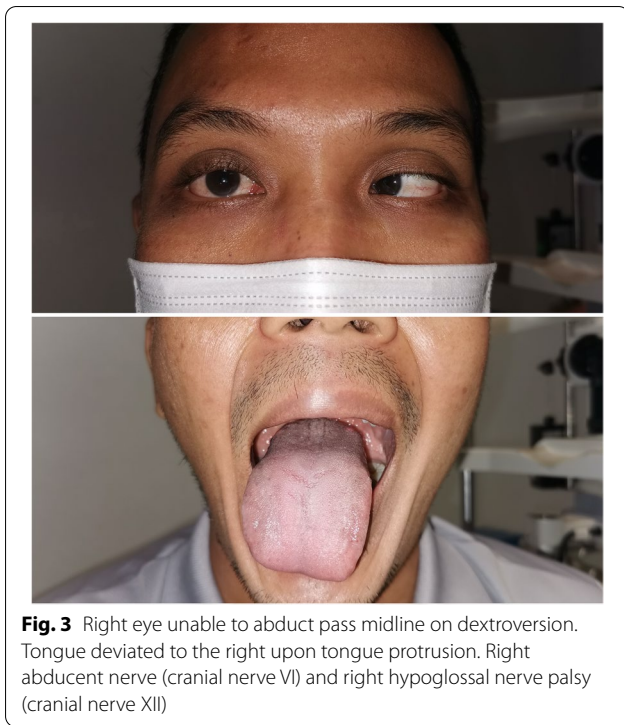 Fig. 3 Right eye unable to abduct pass midline on dextroversion.
Tongue deviated to the right upon tongue protrusion. Right
abducent nerve (cranial nerve VI) and right hypoglossal nerve palsy
(cranial nerve XII)